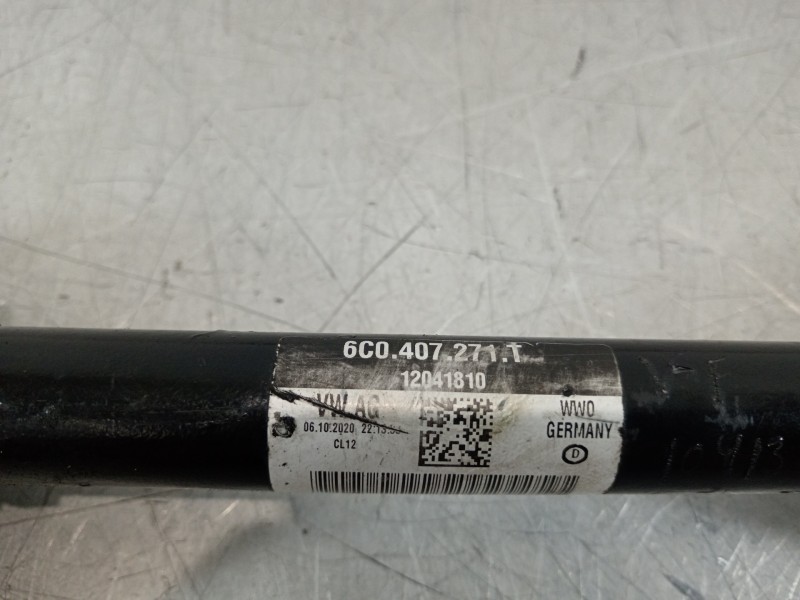 6C0.407.271.T
12041810
VW AG
06.10.2020
CL12
WWO
GERMANY
D